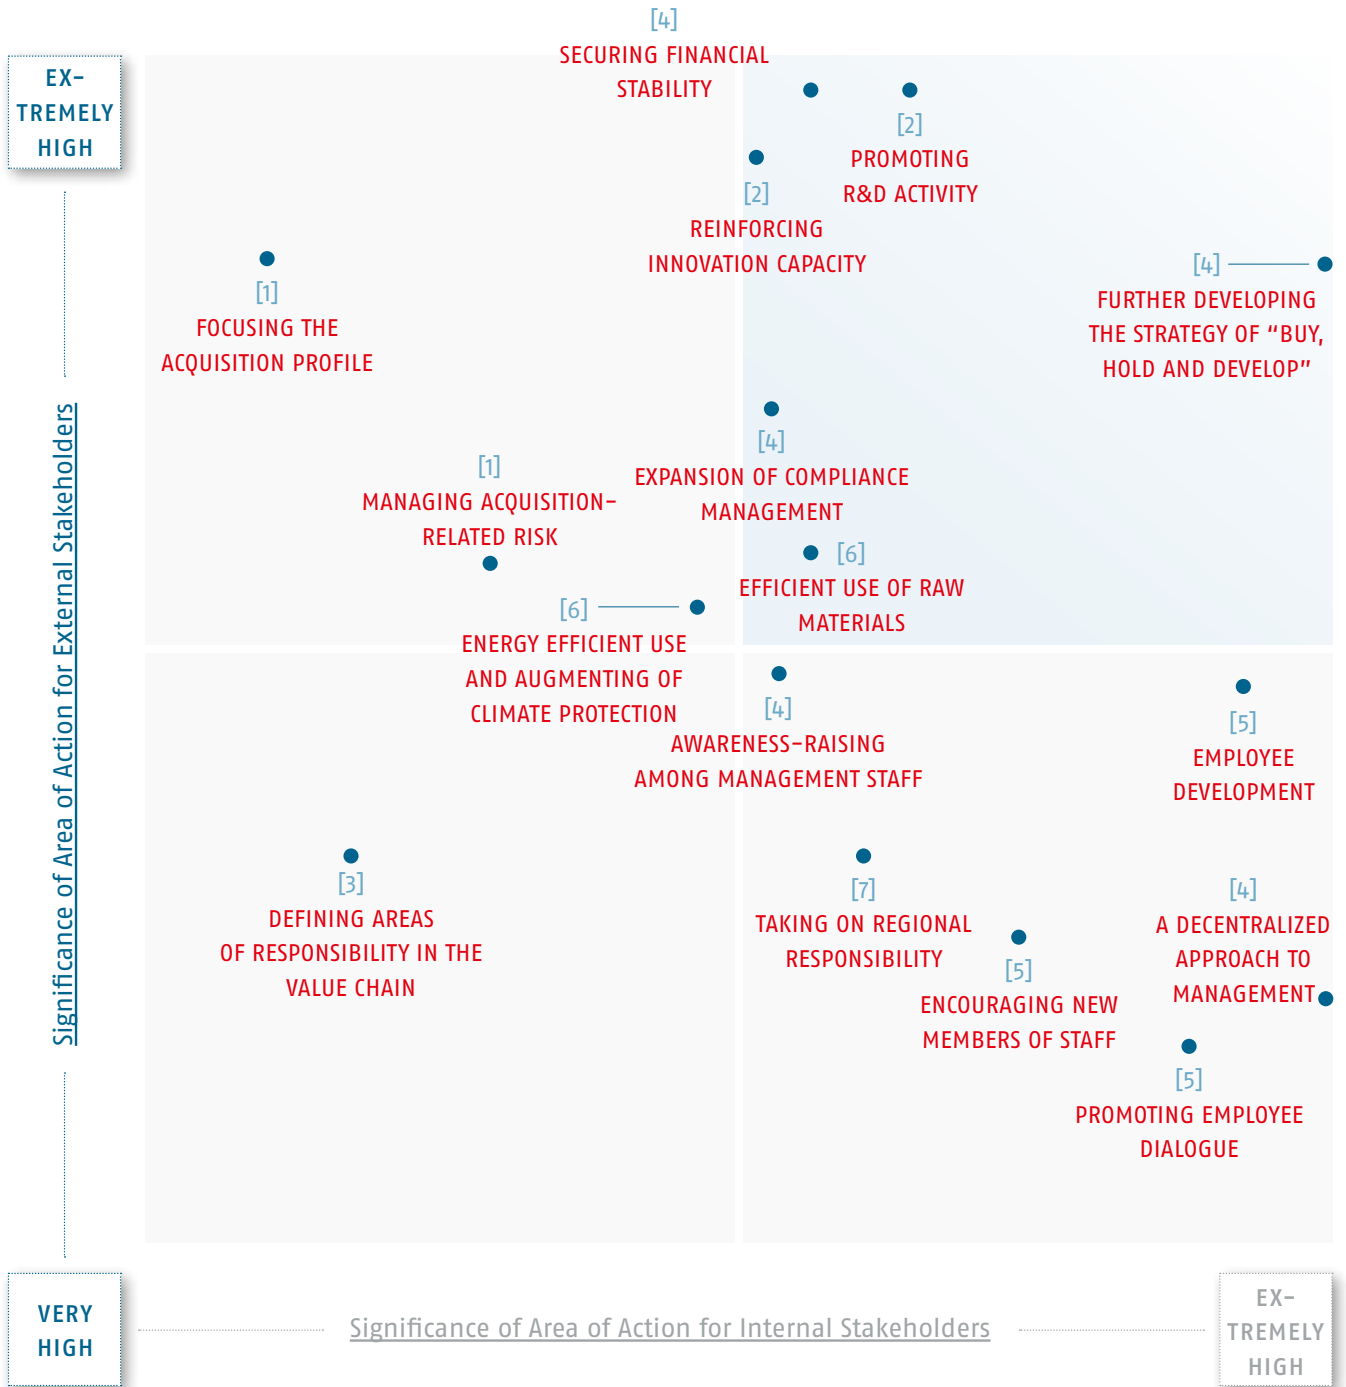 [4]
SECURING FINANCIAL
STABILITY
EX-
TREMELY
HIGH
[2]
PROMOTING
R&D ACTIVITY
[2]
REINFORCING
INNOVATION CAPACITY
[1]
FOCUSING THE
ACQUISITION PROFILE
[4]
FURTHER DEVELOPING
THE STRATEGY OF “BUY,
HOLD AND DEVELOP”
[4]
EXPANSION OF COMPLIANCE
MANAGEMENT
[1]
MANAGING ACQUISITION-
RELATED RISK
[6]
EFFICIENT USE OF RAW
MATERIALS
[6]
ENERGY EFFICIENT USE
AND AUGMENTING OF
CLIMATE PROTECTION
[4]
AWARENESS-RAISING
AMONG MANAGEMENT STAFF
[5]
EMPLOYEE
DEVELOPMENT
Significance of Area of Action for External Stakeholders
[3]
DEFINING AREAS
OF RESPONSIBILITY IN THE
VALUE CHAIN
[7]
TAKING ON REGIONAL
RESPONSIBILITY
[4]
A DECENTRALIZED
APPROACH TO
MANAGEMENT
[5]
ENCOURAGING NEW
MEMBERS OF STAFF
[5]
PROMOTING EMPLOYEE
DIALOGUE
VERY
HIGH
Significance of Area of Action for Internal Stakeholders
EX-
TREMELY
HIGH